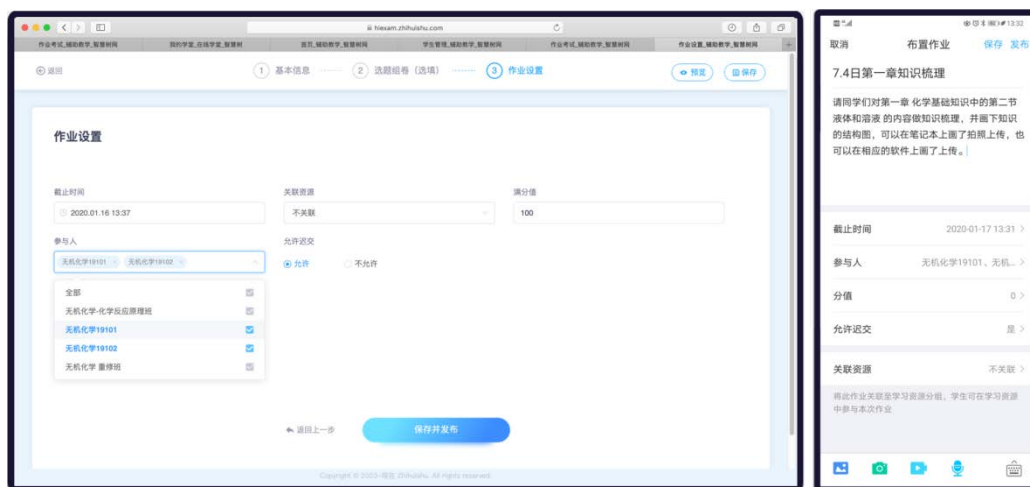 hiexam.zhihuishu.com
作业考试_辅助教学_智慧树网
我的学堂_在线学堂_智慧树
首页_辅助教学_智慧树网
学生管理_辅助教学_智慧树网
作业考试_辅助教学_智慧树网
作业设置_辅助教学_智慧树网
返回
1 基本信息
2 选题组卷（选填）
3 作业设置
预览
保存
作业设置
截止时间
关联资源
满分值
2020.01.16 13:37
不关联
100
参与人
允许迟交
无机化学19101 ×
无机化学19102 ×
允许
不允许
全部
无机化学-化学反应原理班
无机化学19101
无机化学19102
无机化学 重修班
返回上一步
保存并发布
Copyright © 2003-现在 Zhihuishu. All rights reserved.
13:32
取消
布置作业
保存 发布
7.4日第一章知识梳理
请同学们对第一章 化学基础知识中的第二节
液体和溶液 的内容做知识梳理，并画下知识
的结构图，可以在笔记本上画了拍照上传，也
可以在相应的软件上画了上传。
截止时间
2020-01-17 13:31 >
参与人
无机化学19101、无机... >
分值
0 >
允许迟交
是 >
关联资源
不关联 >
将此作业关联至学习资源分组，学生可在学习资源
中参与本次作业